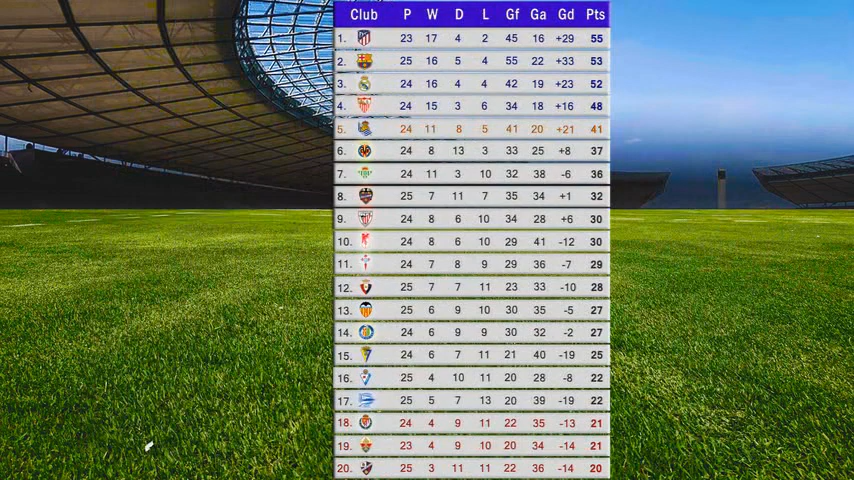 Club P W D L Gf Ga Gd Pts
1. 23 17 4 2 45 16 +29 55
2. 25 16 5 4 55 22 +33 53
3. 24 16 4 4 42 19 +23 52
4. 24 15 3 6 34 18 +16 48
5. 24 11 8 5 41 20 +21 41
6. 24 8 13 3 33 25 +8 37
7. 24 11 3 10 32 38 -6 36
8. 25 7 11 7 35 34 +1 32
9. 24 8 6 10 34 28 +6 30
10. 24 8 6 10 29 41 -12 30
11. 24 7 8 9 29 36 -7 29
12. 25 7 7 11 23 33 -10 28
13. 25 6 9 10 30 35 -5 27
14. 24 6 9 9 30 32 -2 27
15. 24 6 7 11 21 40 -19 25
16. 25 4 10 11 20 28 -8 22
17. 25 5 7 13 20 39 -19 22
18. 24 4 9 11 22 35 -13 21
19. 23 4 9 10 20 34 -14 21
20. 25 3 11 11 22 36 -14 20